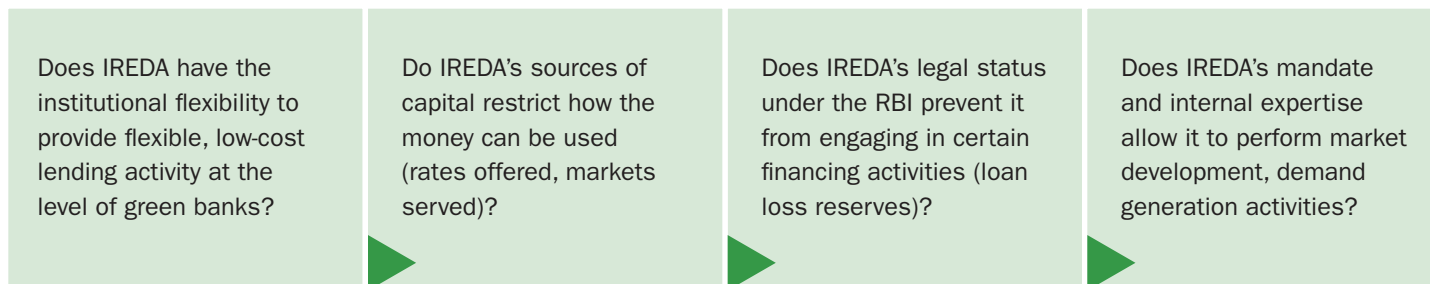 Does IREDA have the
institutional flexibility to
provide flexible, low-cost
lending activity at the
level of green banks?
Do IREDA’s sources of
capital restrict how the
money can be used
(rates offered, markets
served)?
Does IREDA’s legal status
under the RBI prevent it
from engaging in certain
financing activities (loan
loss reserves)?
Does IREDA’s mandate
and internal expertise
allow it to perform market
development, demand
generation activities?